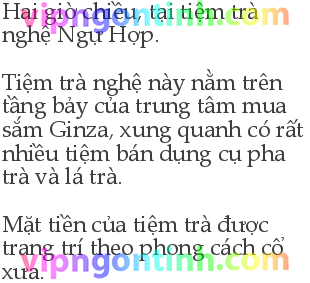 Hai giờ chiều, tại tiệm trà
nghệ Ngự Hợp.
Tiệm trà nghệ này nằm trên
tầng bảy của trung tâm mua
sắm Ginza, xung quanh có rất
nhiều tiệm bán dụng cụ pha
trà và lá trà.
Mặt tiền của tiệm trà được
trang trí theo phong cách cổ
xưa.
vipngontinh.com
vipngontinh.com